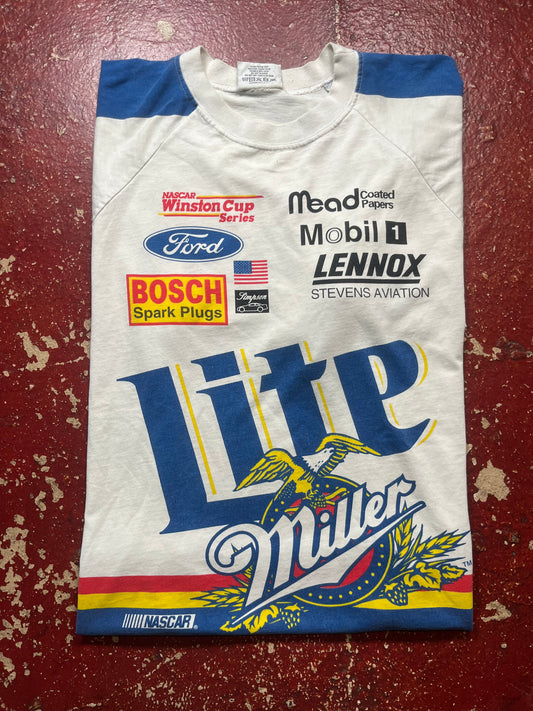 NASCAR
Winston Cup
Series
Ford
BOSCH
Spark Plugs
Simpson
Mead Coated
Papers
Mobil 1
LENNOX
STEVENS AVIATION
Lite
Miller
TM
NASCAR®